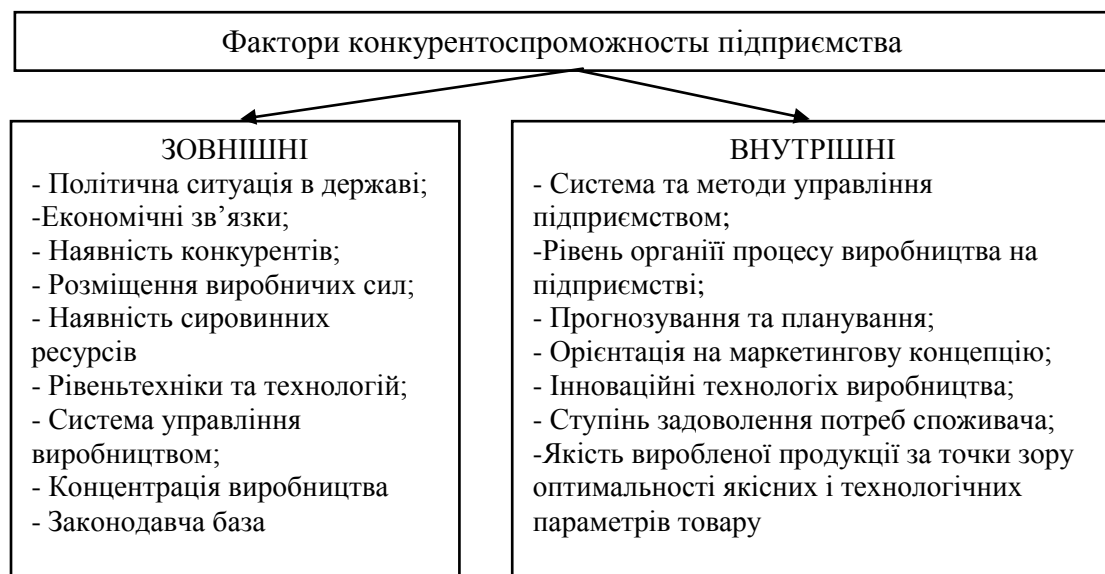 Фактори конкурентоспроможносты підприємства
ЗОВНІШНІ
- Політична ситуація в державі;
-Економічні зв’язки;
- Наявність конкурентів;
- Розміщення виробничих сил;
- Наявність сировинних
ресурсів
- Рівеньтехніки та технологій;
- Система управління
виробництвом;
- Концентрація виробництва
- Законодавча база
ВНУТРІШНІ
- Система та методи управління
підприємством;
-Рівень органіїї процесу виробництва на
підприємстві;
- Прогнозування та планування;
- Орієнтація на маркетингову концепцію;
- Інноваційні технологіх виробництва;
- Ступінь задоволення потреб споживача;
-Якість виробленої продукції за точки зору
оптимальності якісних і технологічних
параметрів товару